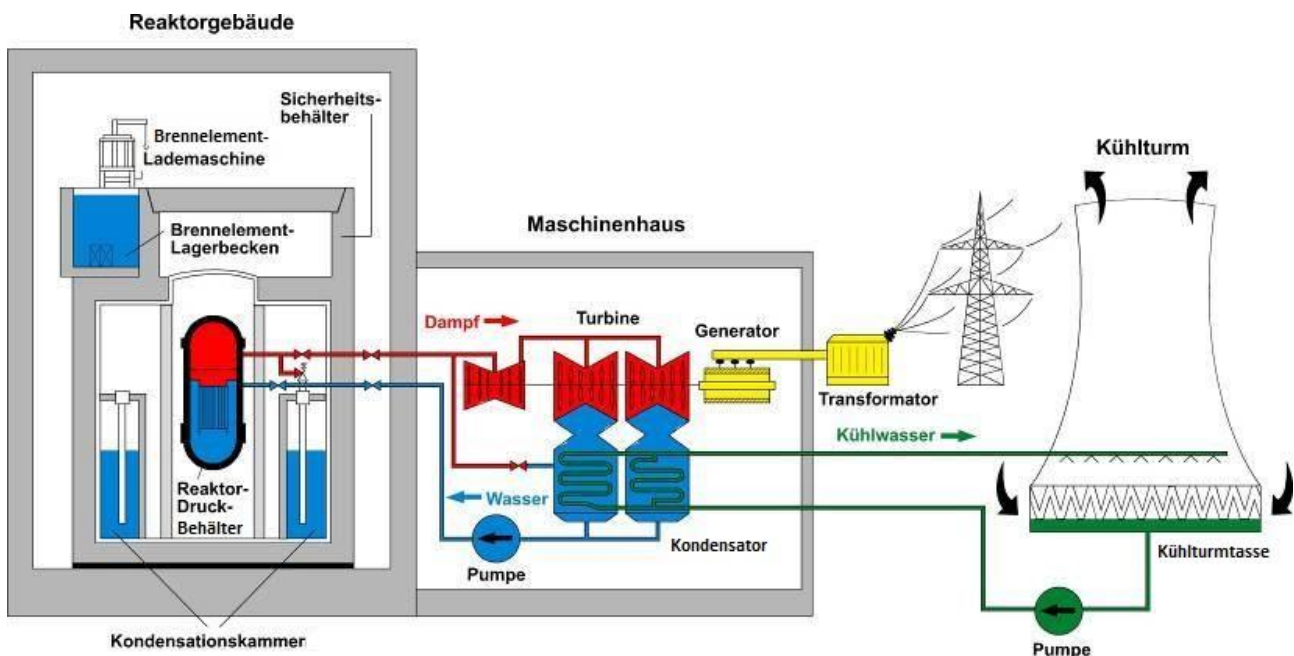 Reaktorgebäude
Sicherheits-
behälter
Brennelement-
Lademaschine
Kühlturm
Brennelement-
Lagerbecken
Maschinenhaus
Dampf
Turbine
Generator
Transformator
Kühlwasser
Reaktor-
Druck-
Behälter
Wasser
Kondensator
Kühlturmtasse
Pumpe
Kondensationskammer
Pumpe